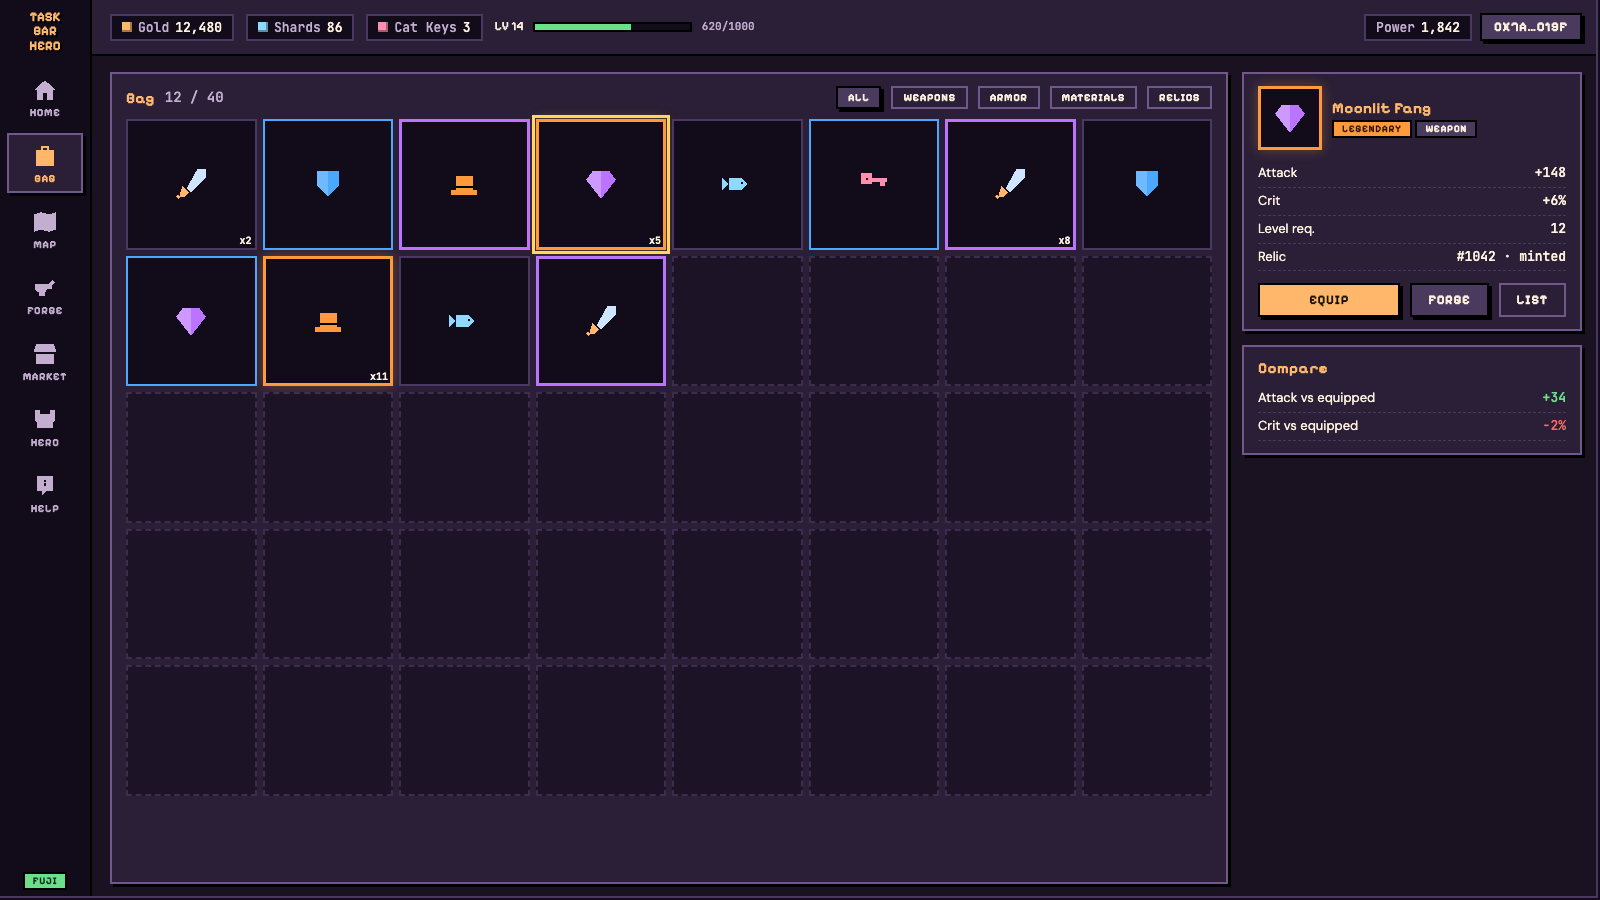 TASK
BAR
HERO
Gold 12,480
Shards 86
Cat Keys 3
LV 14
620/1000
Power 1,842
0X7A…019F
HOME
BAG
MAP
FORGE
MARKET
HERO
HELP
FUJI
Bag 12 / 40
ALL
WEAPONS
ARMOR
MATERIALS
RELICS
x2
x5
x8
x11
Moonlit Fang
LEGENDARY
WEAPON
Attack +148
Crit +6%
Level req. 12
Relic #1042 · minted
EQUIP
FORGE
LIST
Compare
Attack vs equipped +34
Crit vs equipped -2%